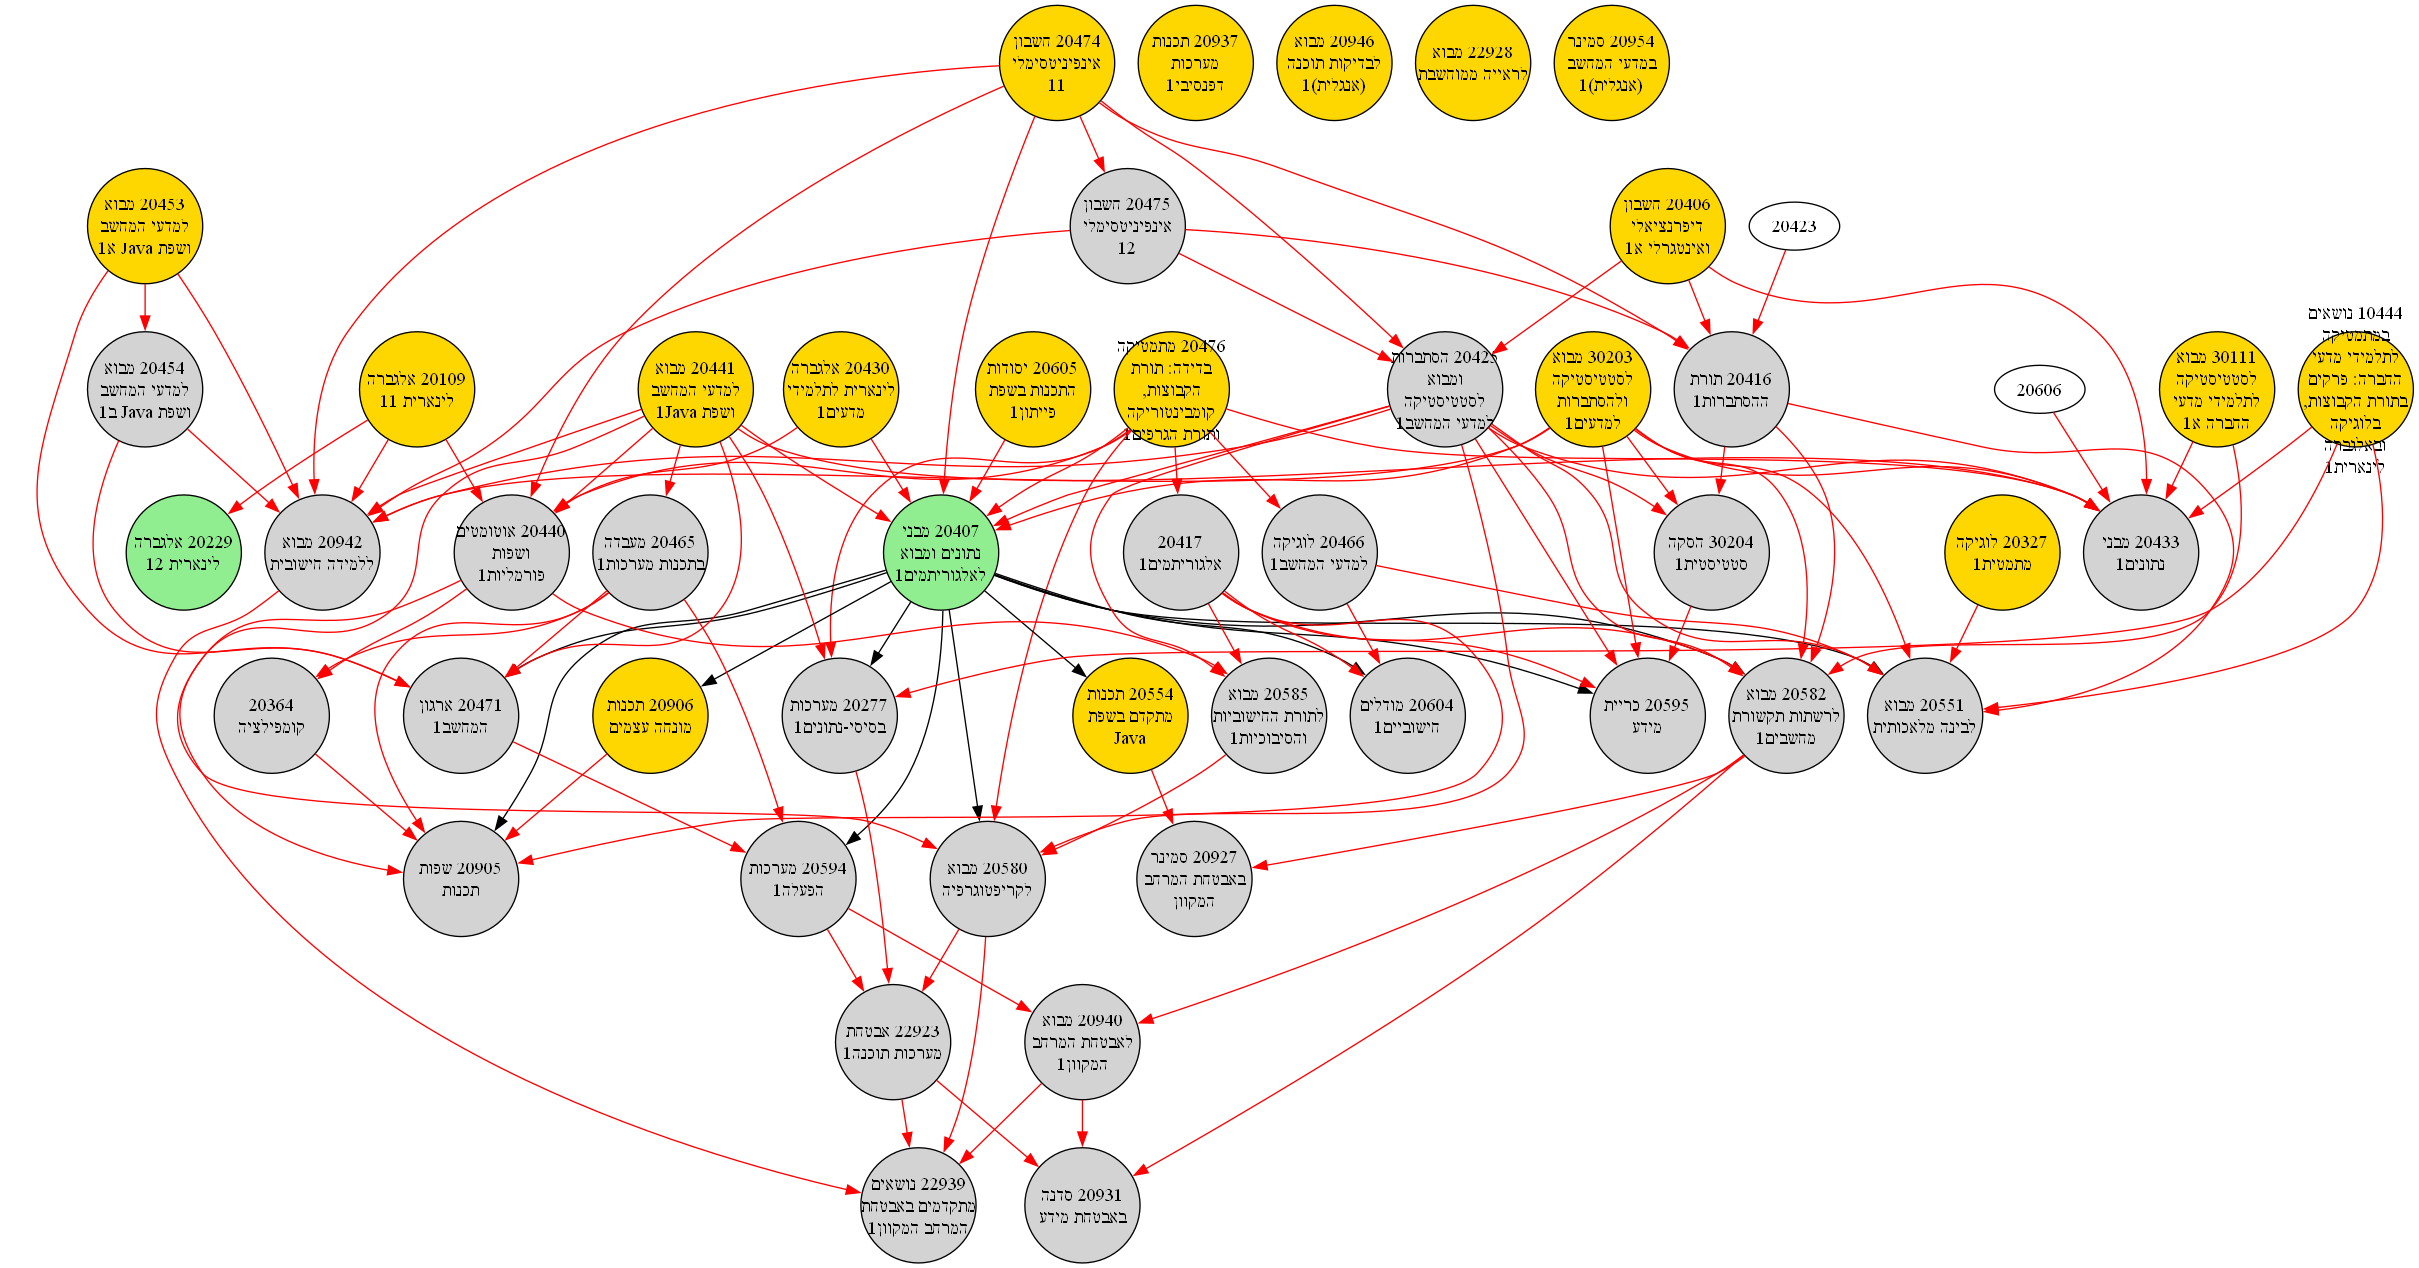 20474 חשבון
אינפיניטסימלי
11
20937 תכנות
מערכות
דפנסיבי1
20946 מבוא
לבדיקות תוכנה
(אנגלית)1
22928 מבוא
לראייה ממוחשבת
20954 סמינר
במדעי המחשב
(אנגלית)1
20453 מבוא
למדעי המחשב
ושפת Java א1
20475 חשבון
אינפיניטסימלי
12
20406 חשבון
דיפרנציאלי
ואינטגרלי א1
20423
20454 מבוא
למדעי המחשב
ושפת Java ב1
20109 אלגברה
לינארית 11
20441 מבוא
למדעי המחשב
ושפת Java1
20430 אלגברה
לינארית לתלמידי
מדעים1
20605 יסודות
התכנות בשפת
פייתון1
20476 מתמטיקה
בדידה: תורת
הקבוצות,
קומבינטוריקה
ותורת הגרפים1
20425 הסתברות
ומבוא
לסטטיסטיקה
למדעי המחשב1
30203 מבוא
לסטטיסטיקה
ולהסתברות
למדעים1
20416 תורת
ההסתברות1
20606
30111 מבוא
לסטטיסטיקה
לתלמידי מדעי
החברה א1
10444 נושאים
במתמטיקה
לתלמידי מדעי
החברה: פרקים
בתורת הקבוצות,
בלוגיקה
ובאלגברה
לינארית1
20229 אלגברה
לינארית 12
20942 מבוא
ללמידה חישובית
20440 אוטומטים
ושפות
פורמליות1
20465 מעבדה
בתכנות מערכות1
20407 מבני
נתונים ומבוא
לאלגוריתמים1
20417
אלגוריתמים1
20466 לוגיקה
למדעי המחשב1
30204 הסקה
סטטיסטית1
20327 לוגיקה
מתמטית1
20433 מבני
נתונים1
20364
קומפילציה
20471 ארגון
המחשב1
20906 תכנות
מונחה עצמים
20277 מערכות
בסיסי-נתונים1
20554 תכנות
מתקדם בשפת
Java
20585 מבוא
לתורת החישוביות
והסיבוכיות1
20604 מודלים
חישוביים1
20595 כריית
מידע
20582 מבוא
לרשתות תקשורת
מחשבים1
20551 מבוא
לבינה מלאכותית
20905 שפות
תכנות
20594 מערכות
הפעלה1
20580 מבוא
לקריפטוגרפיה
20927 סמינר
באבטחת המרחב
המקוון
22923 אבטחת
מערכות תוכנה1
20940 מבוא
לאבטחת המרחב
המקוון1
22939 נושאים
מתקדמים באבטחת
המרחב המקוון1
20931 סדנה
באבטחת מידע